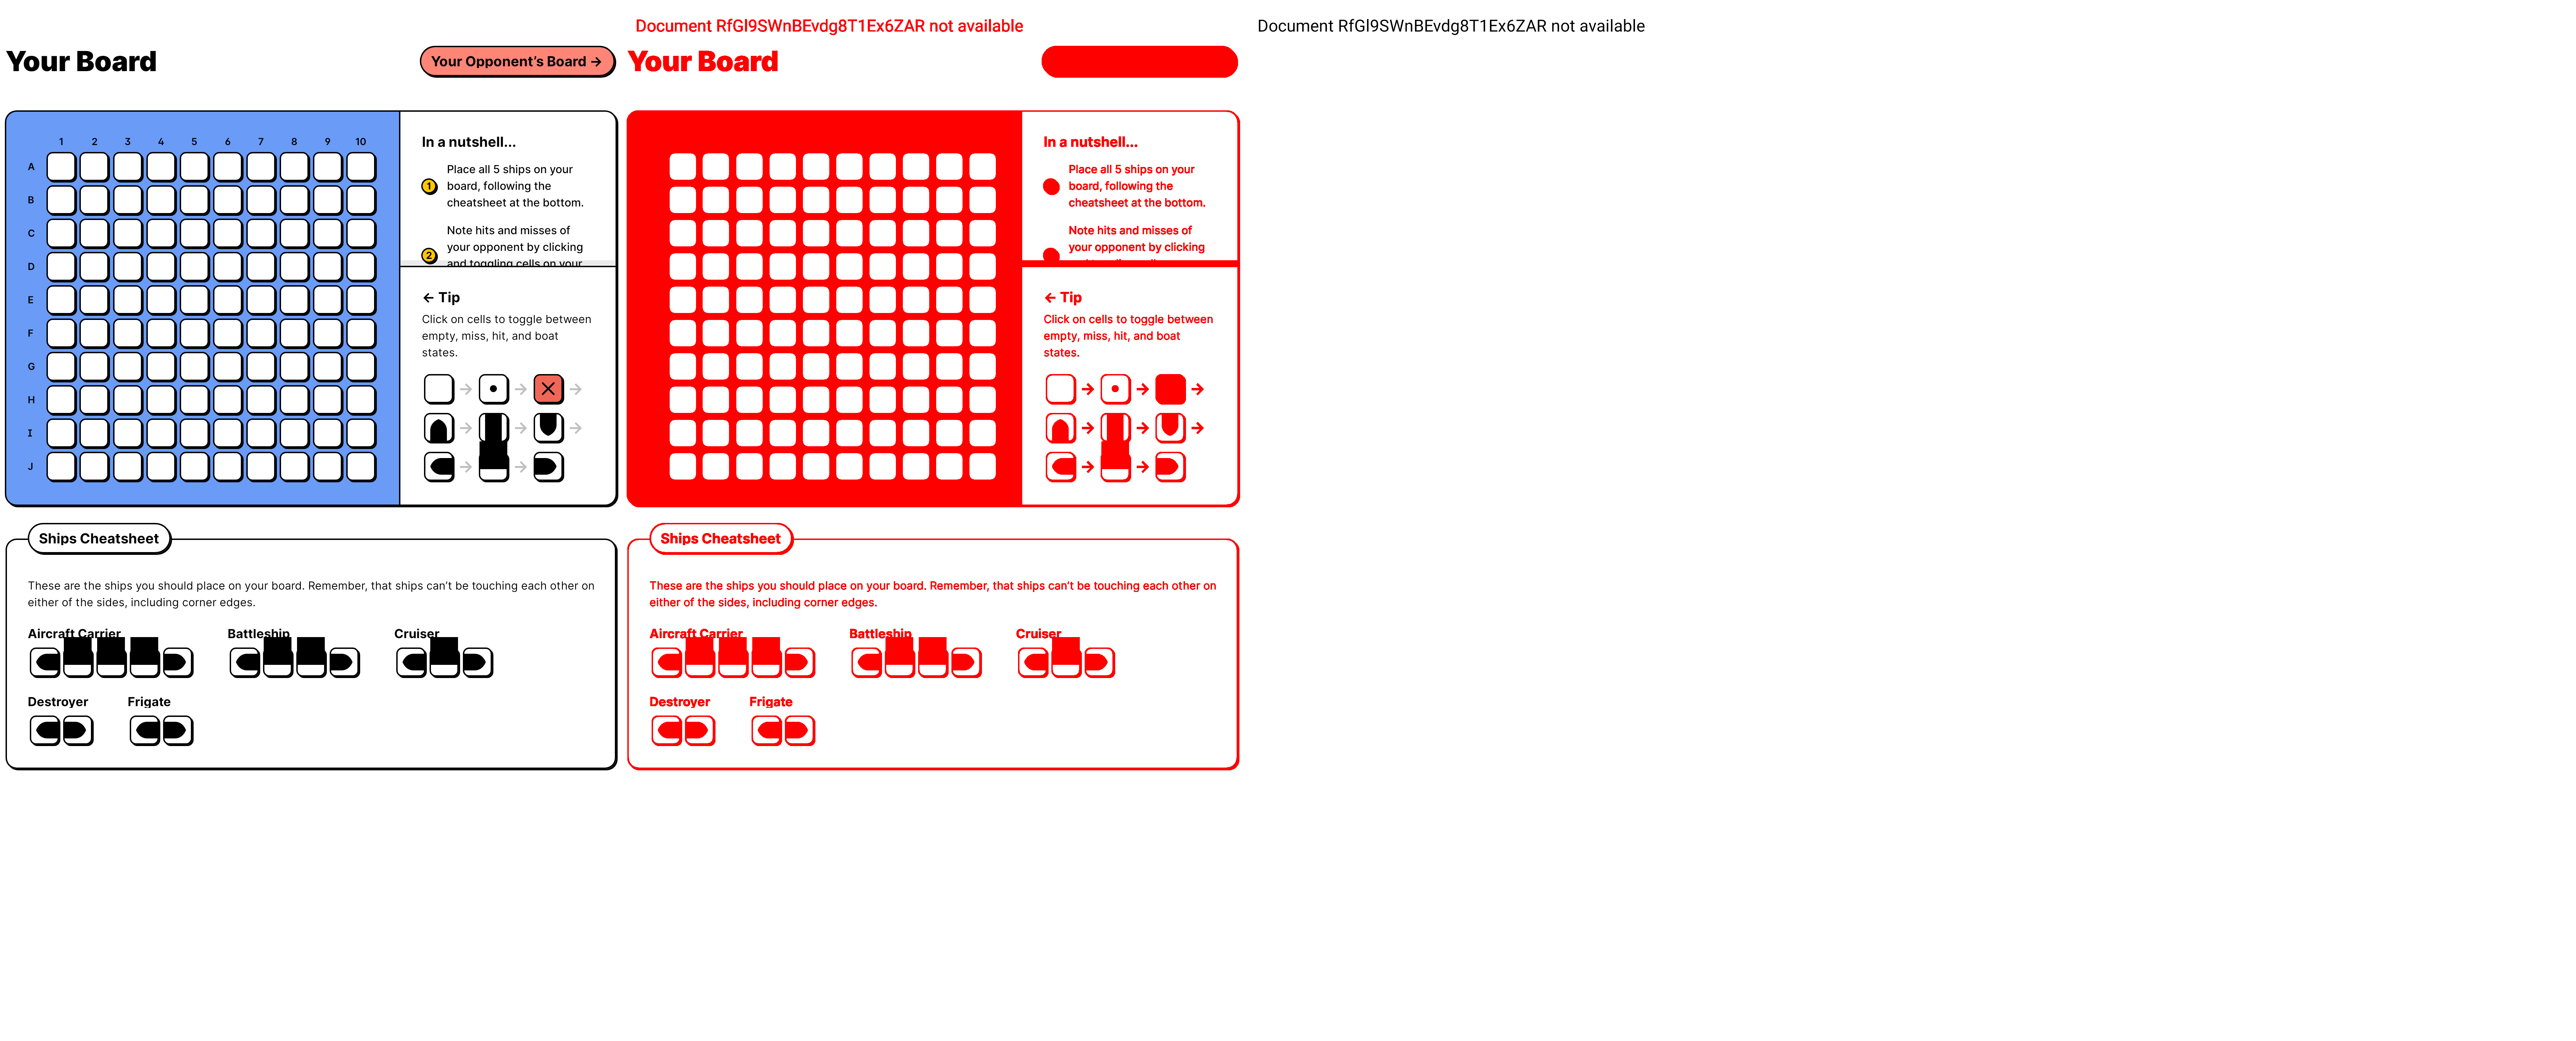 Your Board
Your Opponent's Board →
1 2 3 4 5 6 7 8 9 10
A
B
C
D
E
F
G
H
I
J
In a nutshell...
1
Place all 5 ships on your
board, following the
cheatsheet at the bottom.
2
Note hits and misses of
your opponent by clicking
and toggling cells on your
← Tip
Click on cells to toggle between
empty, miss, hit, and boat
states.
Ships Cheatsheet
These are the ships you should place on your board. Remember, that ships can't be touching each other on
either of the sides, including corner edges.
Aircraft Carrier
Battleship
Cruiser
Destroyer
Frigate
Document RfGl9SWnBEvdg8T1Ex6ZAR not available
Your Board
In a nutshell...
Place all 5 ships on your
board, following the
cheatsheet at the bottom.
Note hits and misses of
your opponent by clicking
← Tip
Click on cells to toggle between
empty, miss, hit, and boat
states.
Ships Cheatsheet
These are the ships you should place on your board. Remember, that ships can't be touching each other on
either of the sides, including corner edges.
Aircraft Carrier
Battleship
Cruiser
Destroyer
Frigate
Document RfGl9SWnBEvdg8T1Ex6ZAR not available